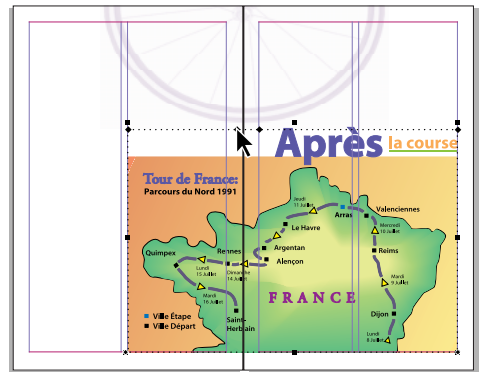 Après la course
Tour de France:
Parcours du Nord 1991
Jeudi
11 Juillet
Arras
Valenciennes
Le Havre
Mercredi
10 Juillet
Argentan
Reims
Quimpex
Rennes
Alençon
Lundi
15 Juillet
Dimanche
14 Juillet
Mardi
9 Juillet
Mardi
16 Juillet
FRANCE
Ville Étape
Ville Départ
Saint-
Herblain
Dijon
Lundi
8 Juillet